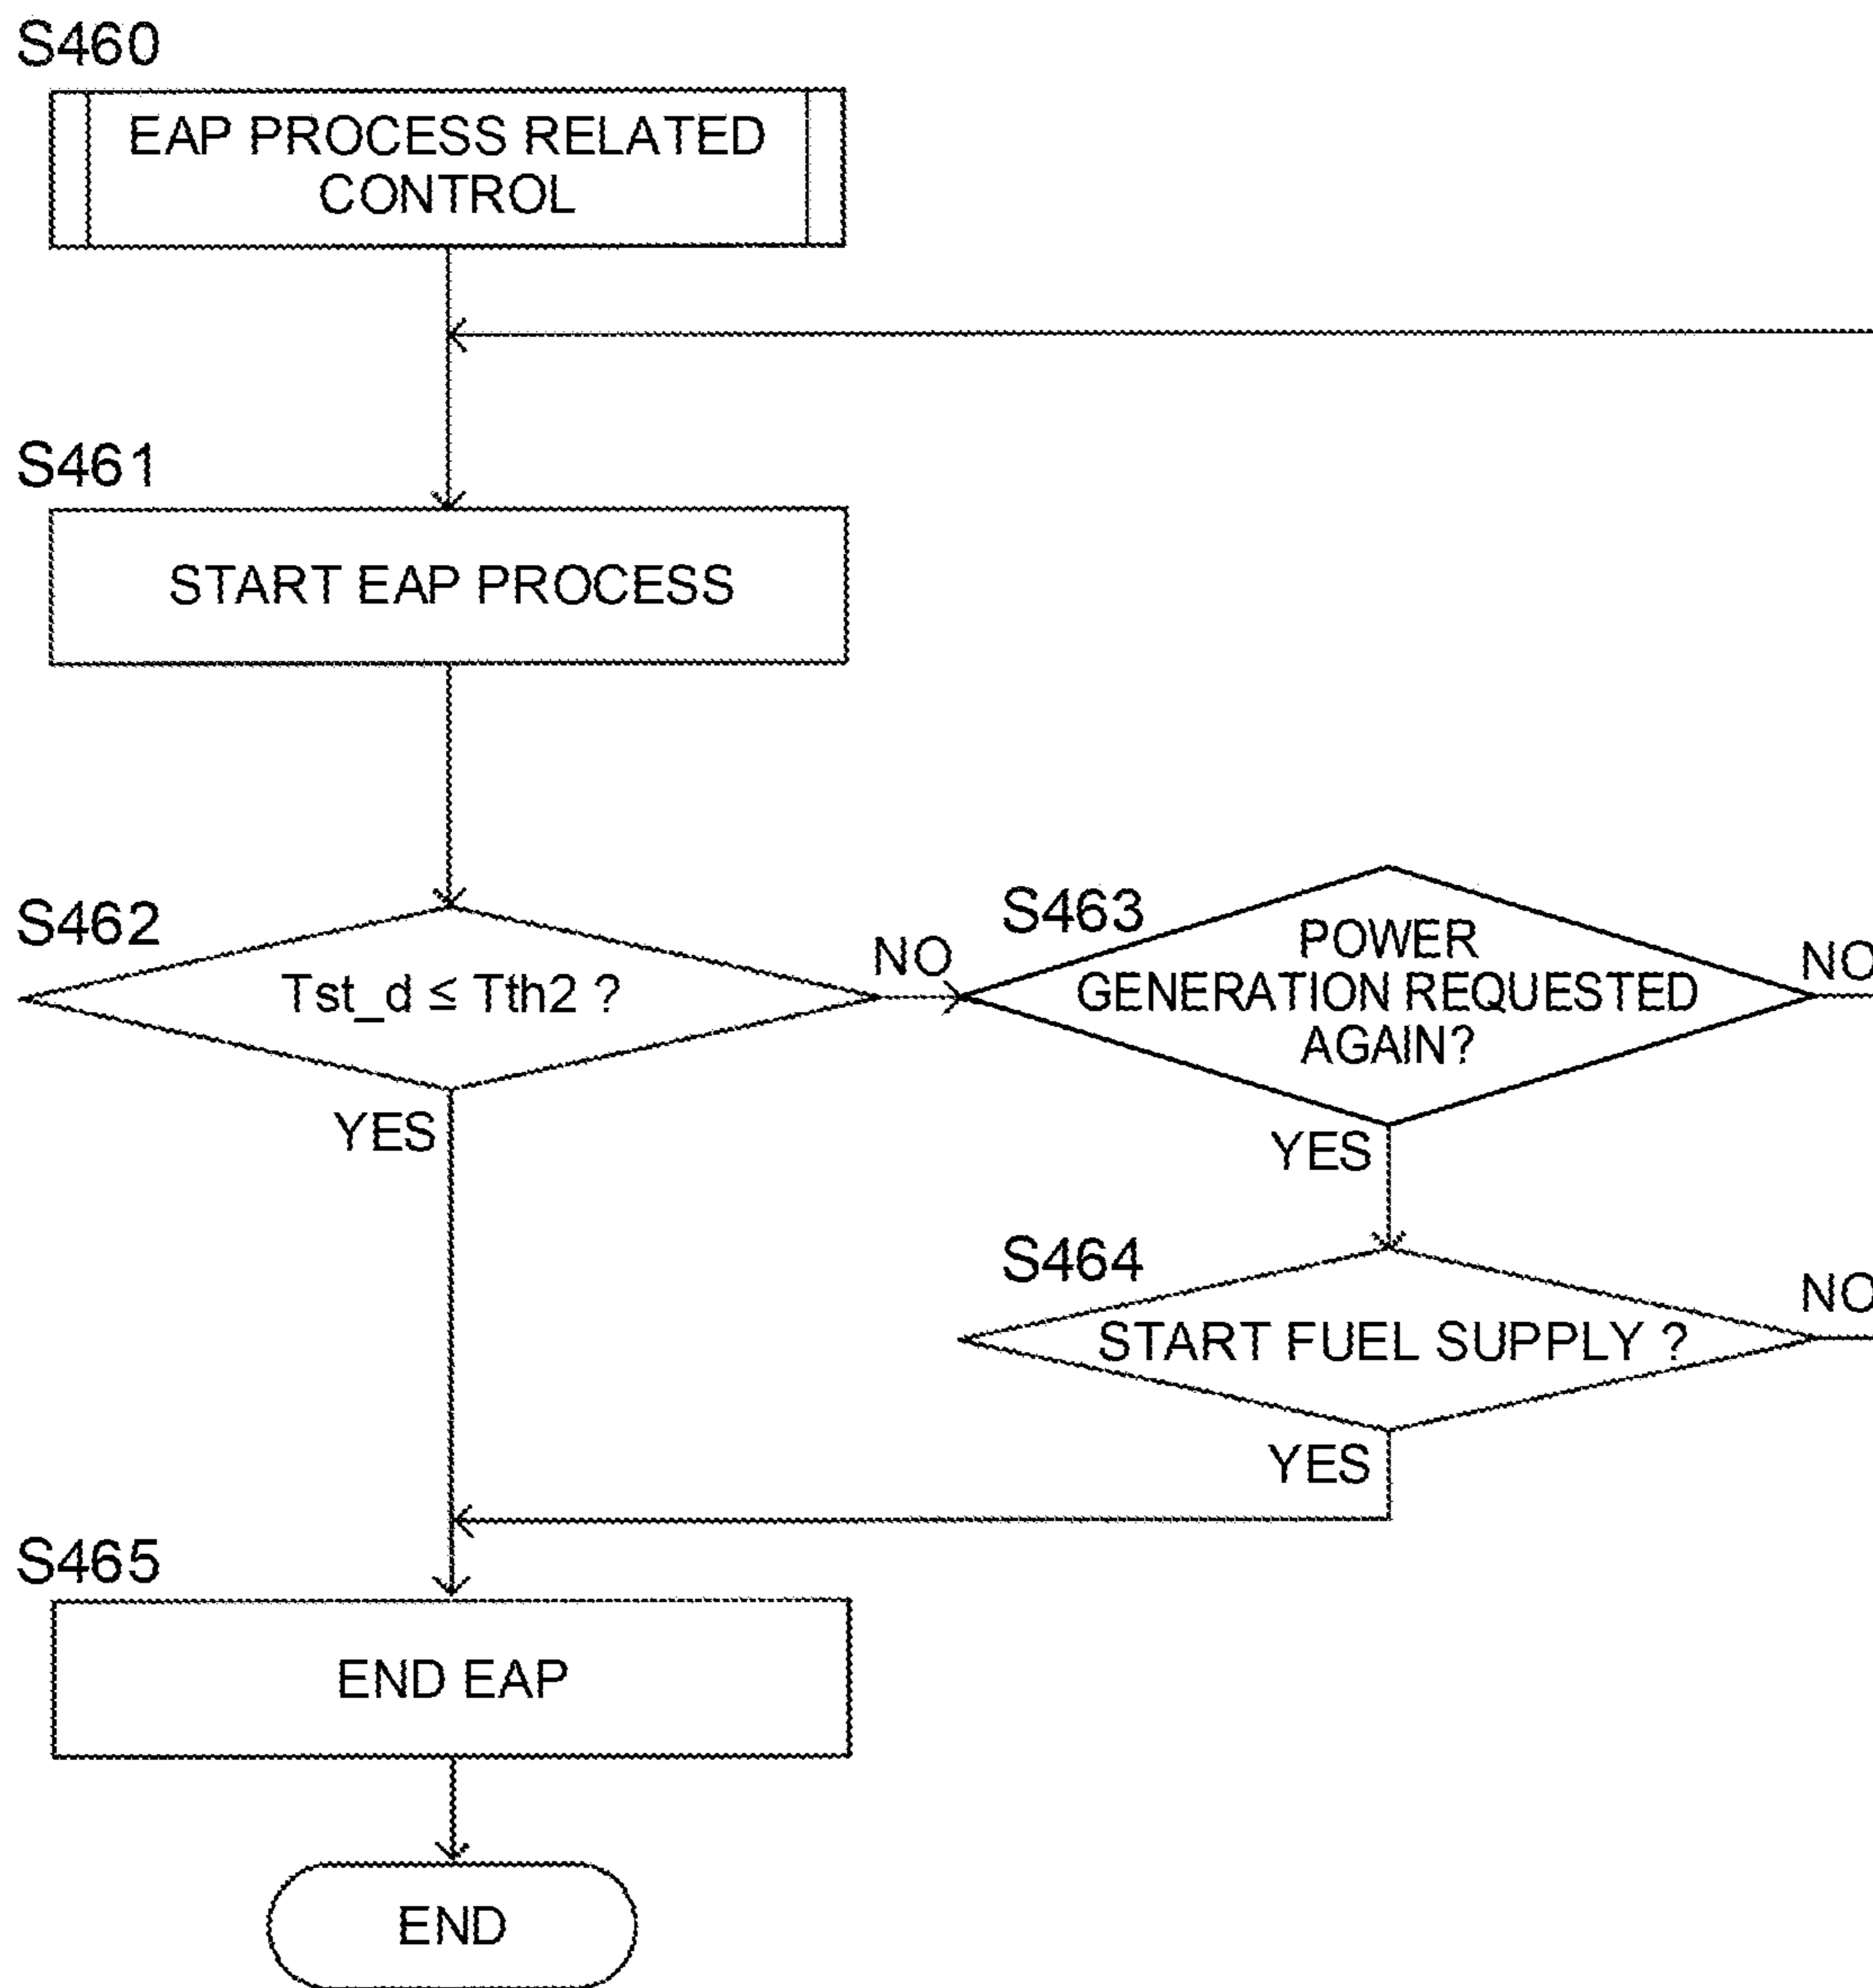 S460
EAP PROCESS RELATED
CONTROL
S461
START EAP PROCESS
S462
Tst_d ≤ Tth2 ?
NO
YES
S463
POWER
GENERATION REQUESTED
AGAIN?
NO
YES
S464
START FUEL SUPPLY ?
NO
YES
S465
END EAP
END